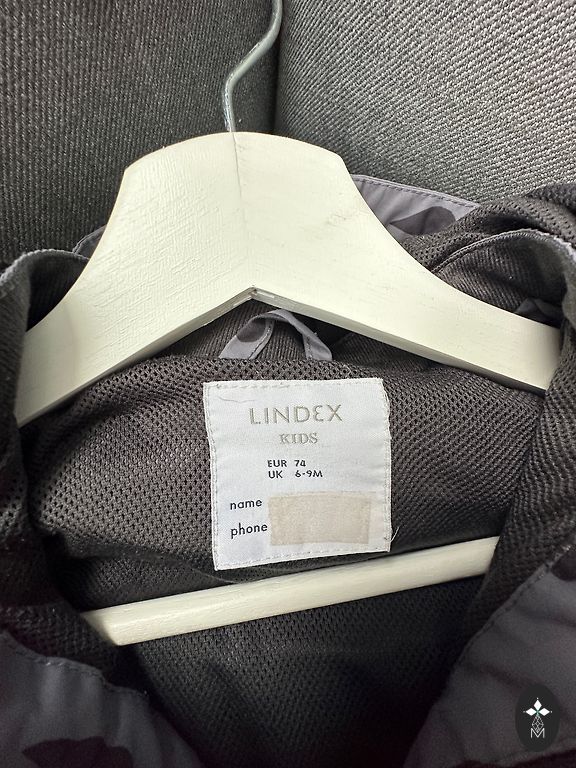 LINDEX
KIDS
EUR 74
UK 6-9M
name
phone
M